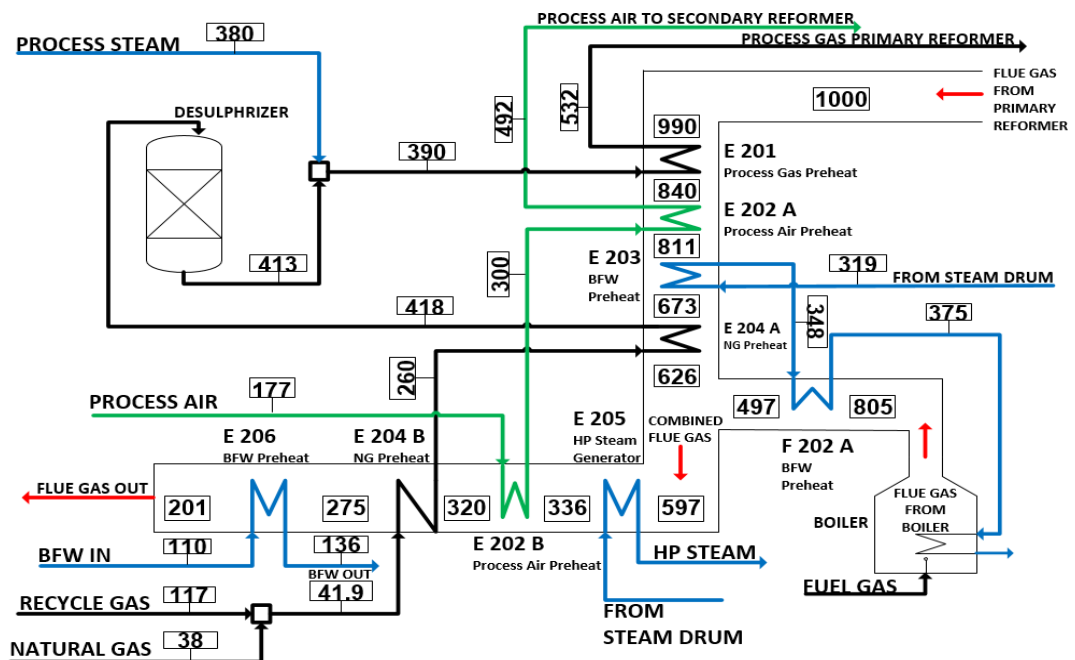 PROCESS AIR TO SECONDARY REFORMER
PROCESS STEAM
380
PROCESS GAS PRIMARY REFORMER
FLUE GAS
FROM
PRIMARY
REFORMER
1000
DESULPHRIZER
492
532
990
390
E 201
Process Gas Preheat
840
E 202 A
Process Air Preheat
811
E 203
BFW
Preheat
413
300
319
FROM STEAM DRUM
673
418
348
375
E 204 A
NG Preheat
260
626
177
PROCESS AIR
497
805
E 206
BFW Preheat
E 204 B
NG Preheat
E 205
HP Steam
Generator
COMBINED
FLUE GAS
F 202 A
BFW
Preheat
FLUE GAS OUT
201
275
320
336
597
FLUE GAS
FROM
BOILER
BOILER
BFW IN
110
136
BFW OUT
E 202 B
Process Air Preheat
HP STEAM
RECYCLE GAS
117
41.9
FUEL GAS
FROM
STEAM DRUM
NATURAL GAS
38